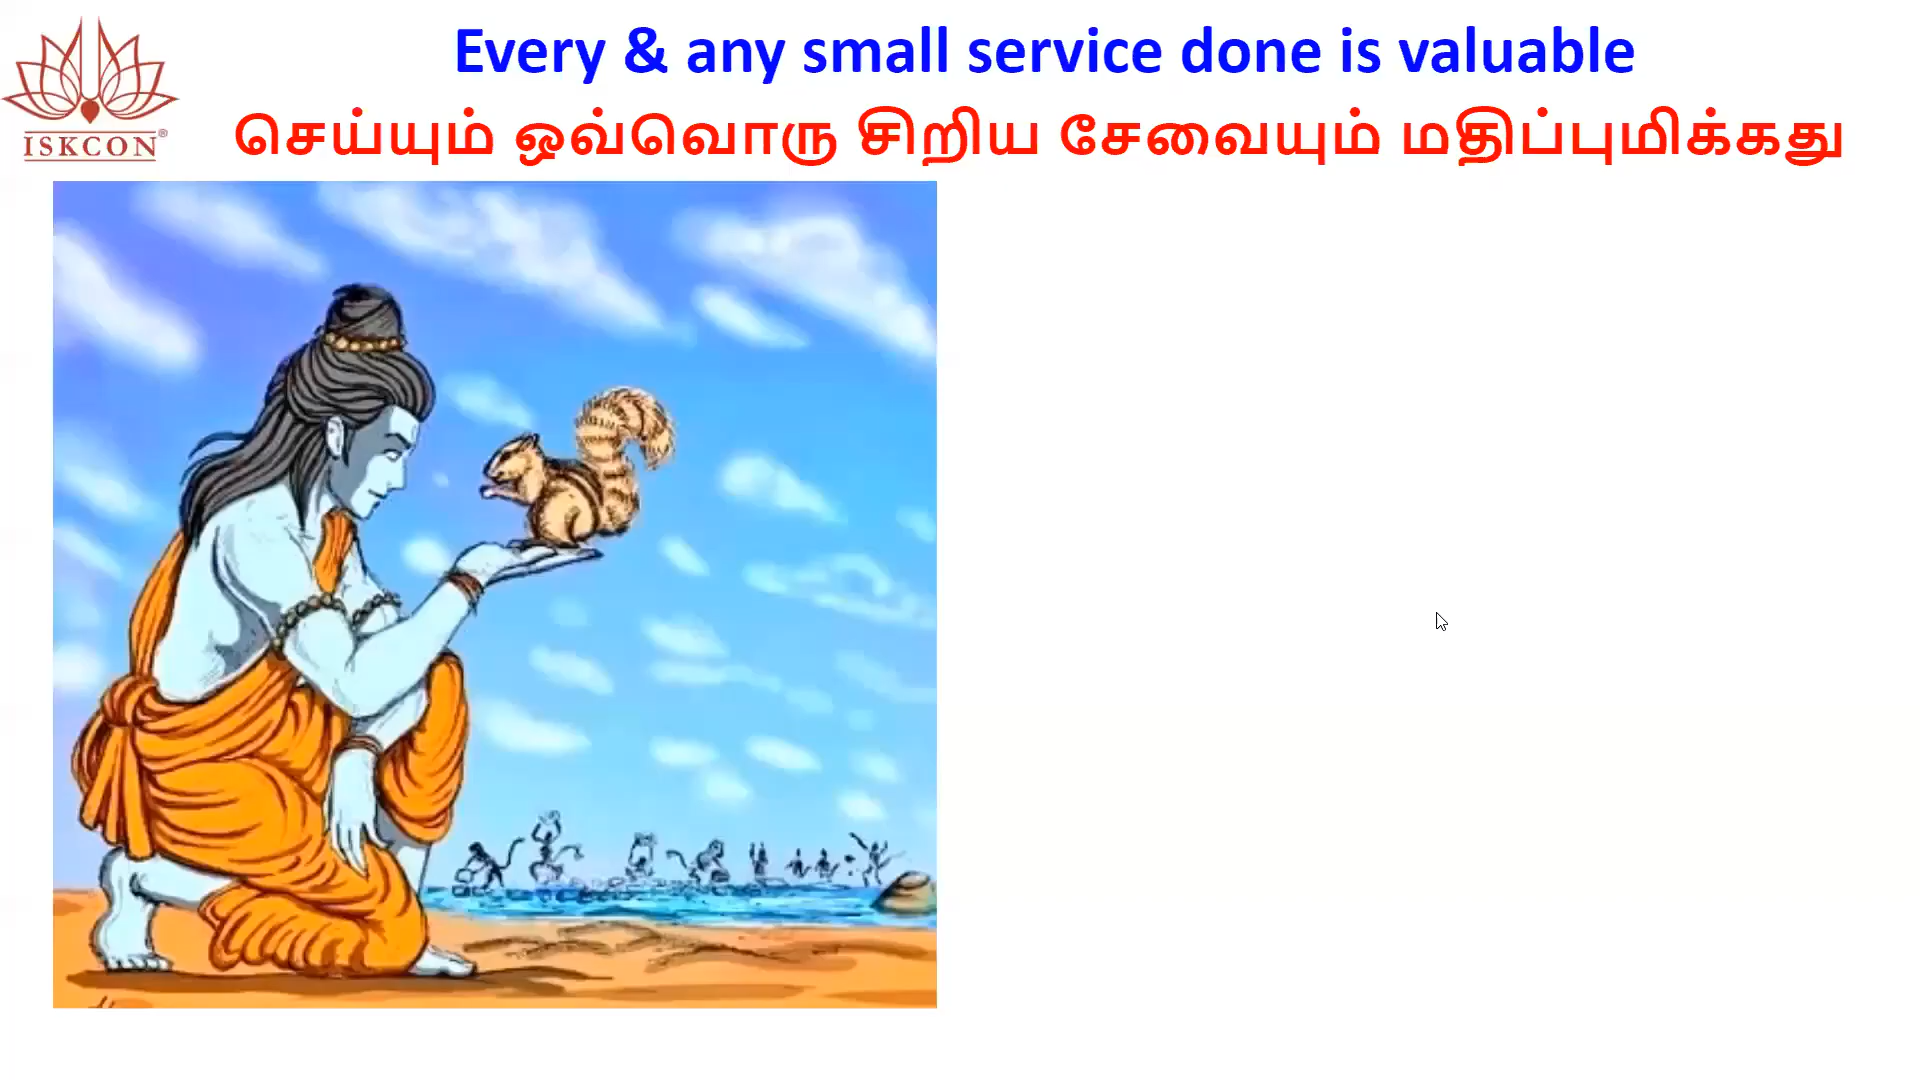 Every & any small service done is valuable
செய்யும் ஒவ்வொரு சிறிய சேவையும் மதிப்புமிக்கது
ISKCON®